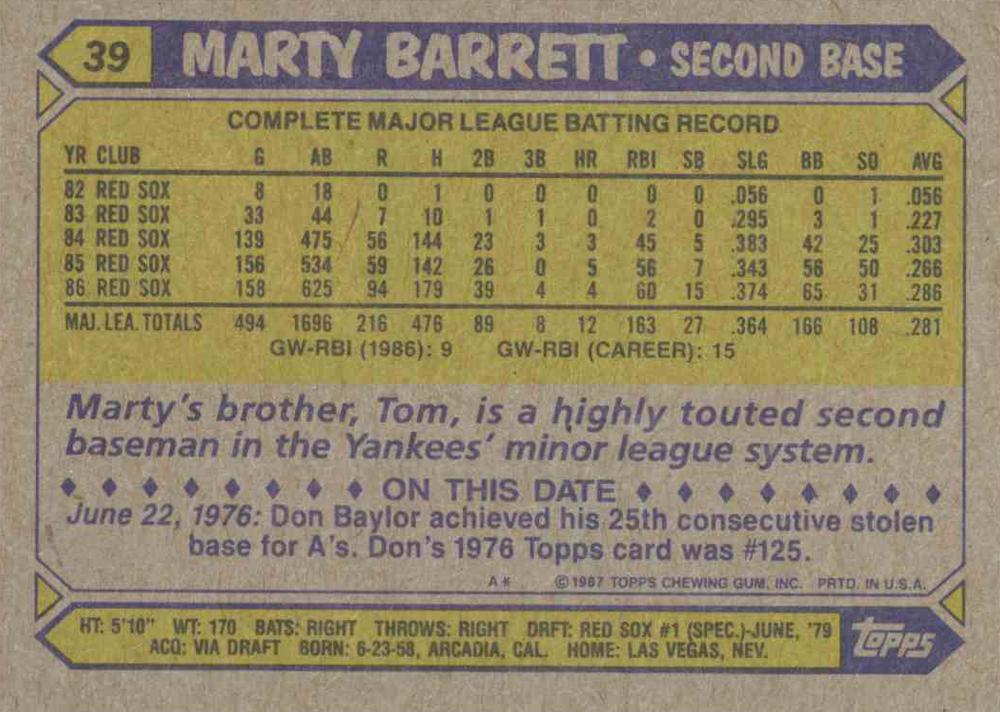 39 MARTY BARRETT • SECOND BASE
COMPLETE MAJOR LEAGUE BATTING RECORD
YR CLUB G AB R H 2B 3B HR RBI SB SLG BB SO AVG
82 RED SOX 8 18 0 1 0 0 0 0 0 .056 0 1 .056
83 RED SOX 33 44 7 10 1 1 0 2 0 .295 3 1 .227
84 RED SOX 139 475 56 144 23 3 3 45 5 .383 42 25 .303
85 RED SOX 156 534 59 142 26 0 5 56 7 .343 56 50 .266
86 RED SOX 158 625 94 179 39 4 4 60 15 .374 65 31 .286
MAJ. LEA. TOTALS 494 1696 216 476 89 8 12 163 27 .364 166 108 .281
GW-RBI (1986): 9 GW-RBI (CAREER): 15
Marty's brother, Tom, is a highly touted second
baseman in the Yankees' minor league system.
♦ ♦ ♦ ♦ ♦ ♦ ♦ ♦ ON THIS DATE ♦ ♦ ♦ ♦ ♦ ♦ ♦ ♦
June 22, 1976: Don Baylor achieved his 25th consecutive stolen
base for A's. Don's 1976 Topps card was #125.
A* © 1987 TOPPS CHEWING GUM, INC. PRTD. IN U.S.A.
HT: 5'10" WT: 170 BATS: RIGHT THROWS: RIGHT DRFT: RED SOX #1 (SPEC.)-JUNE, '79
ACQ: VIA DRAFT BORN: 6-23-58, ARCADIA, CAL. HOME: LAS VEGAS, NEV.
topps